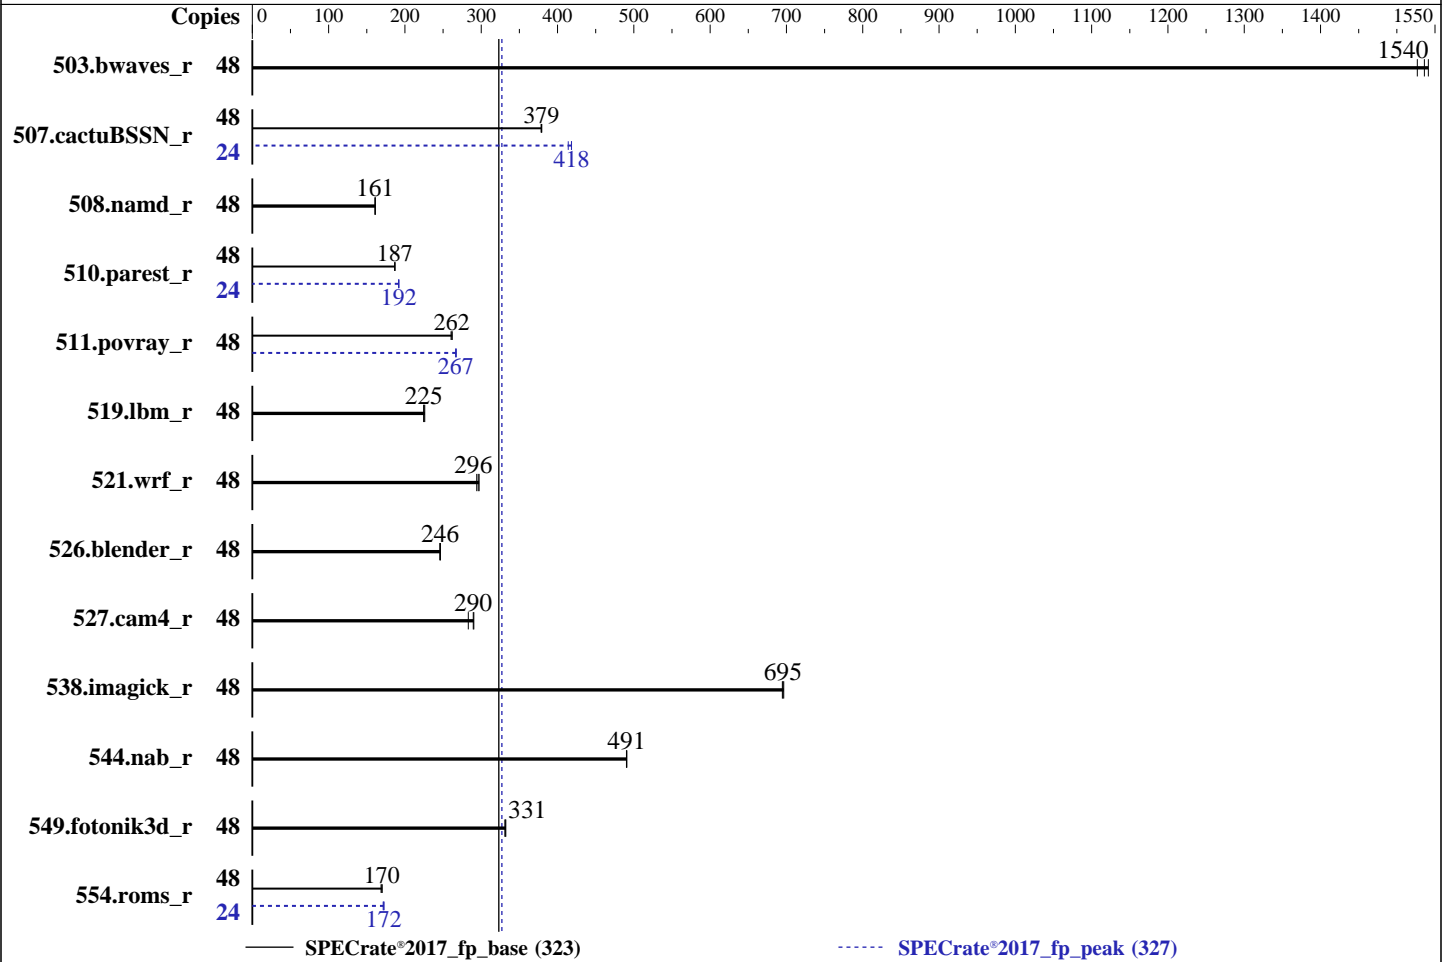 Copies 0 100 200 300 400 500 600 700 800 900 1000 1100 1200 1300 1400 1550
503.bwaves_r 48 1540
507.cactuBSSN_r 48 379
24 418
508.namd_r 48 161
510.parest_r 48 187
24 192
511.povray_r 48 262
267
519.lbm_r 48 225
521.wrf_r 48 296
526.blender_r 48 246
527.cam4_r 48 290
538.imagick_r 48 695
544.nab_r 48 491
549.fotonik3d_r 48 331
554.roms_r 48 170
24 172
SPECrate®2017_fp_base (323) SPECrate®2017_fp_peak (327)